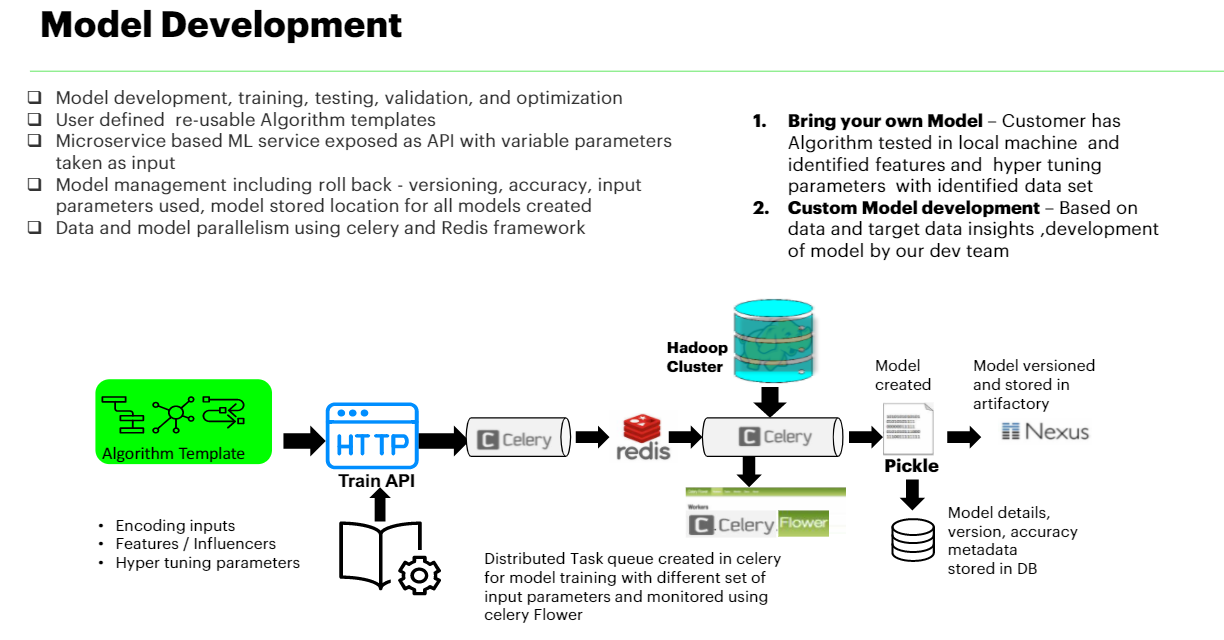 Model Development
❑ Model development, training, testing, validation, and optimization
❑ User defined  re-usable Algorithm templates
❑ Microservice based ML service exposed as API with variable parameters
taken as input
❑ Model management including roll back - versioning, accuracy, input
parameters used, model stored location for all models created
❑ Data and model parallelism using celery and Redis framework
1. Bring your own Model – Customer has
Algorithm tested in local machine  and
identified features and  hyper tuning
parameters  with identified data set
2. Custom Model development – Based on
data and target data insights ,development
of model by our dev team
Hadoop
Cluster
Model
created
Model versioned
and stored in
artifactory
Algorithm Template
HTTP
Train API
C Celery
redis
C Celery
Pickle
Nexus
Workers
C Celery Flower
• Encoding inputs
• Features / Influencers
• Hyper tuning parameters
Distributed Task queue created in celery
for model training with different set of
input parameters and monitored using
celery Flower
Model details,
version, accuracy
metadata
stored in DB